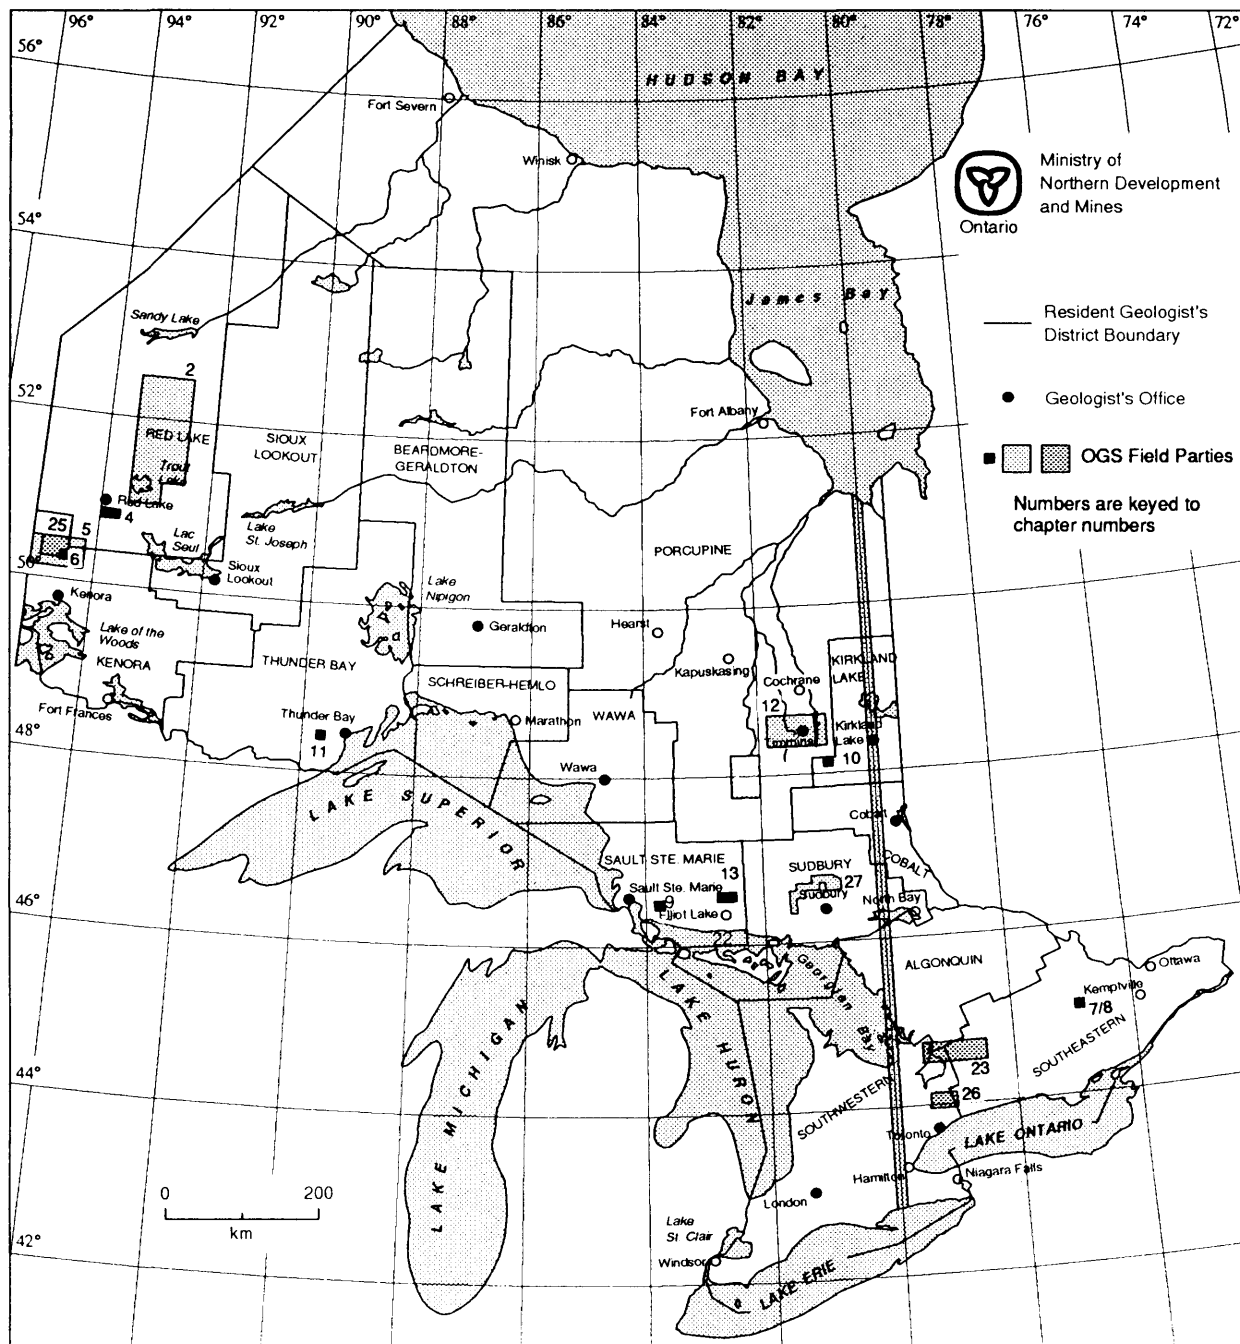 96° 94° 92° 90° 88° 86° 84° 82° 80° 78° 76° 74° 72°
56°
54°
52°
50°
48°
46°
44°
42°
HUDSON BAY
Fort Severn
Winisk
Ministry of
Northern Development
and Mines
Ontario
James Bay
Resident Geologist's
District Boundary
Geologist's Office
OGS Field Parties
Numbers are keyed to
chapter numbers
Sandy Lake
2
RED LAKE
Trout
Lake
Red Lake
4
SIOUX
LOOKOUT
BEARDMORE-
GERALDTON
Fort Albany
25
5
6
Lac
Seul
Lake
St. Joseph
Sioux
Lookout
PORCUPINE
Kenora
Lake of the
Woods
KENORA
Fort Frances
Lake
Nipigon
Geraldton
Hearst
Kapuskasing
THUNDER BAY
SCHREIBER-HEMLO
Thunder Bay
11
Marathon
WAWA
Wawa
Cochrane
12
Timmins
KIRKLAND
LAKE
Kirkland
Lake
10
Cobalt
COBALT
LAKE SUPERIOR
SAULT STE. MARIE
Sault Ste. Marie
13
9
Elliot Lake
22
SUDBURY
27
Sudbury
North Bay
ALGONQUIN
Georgian Bay
Ottawa
Kemptville
7/8
SOUTHEASTERN
23
26
LAKE MICHIGAN
LAKE HURON
SOUTHWESTERN
Toronto
LAKE ONTARIO
Hamilton
Niagara Falls
London
Lake
St. Clair
Windsor
LAKE ERIE
0 200
km